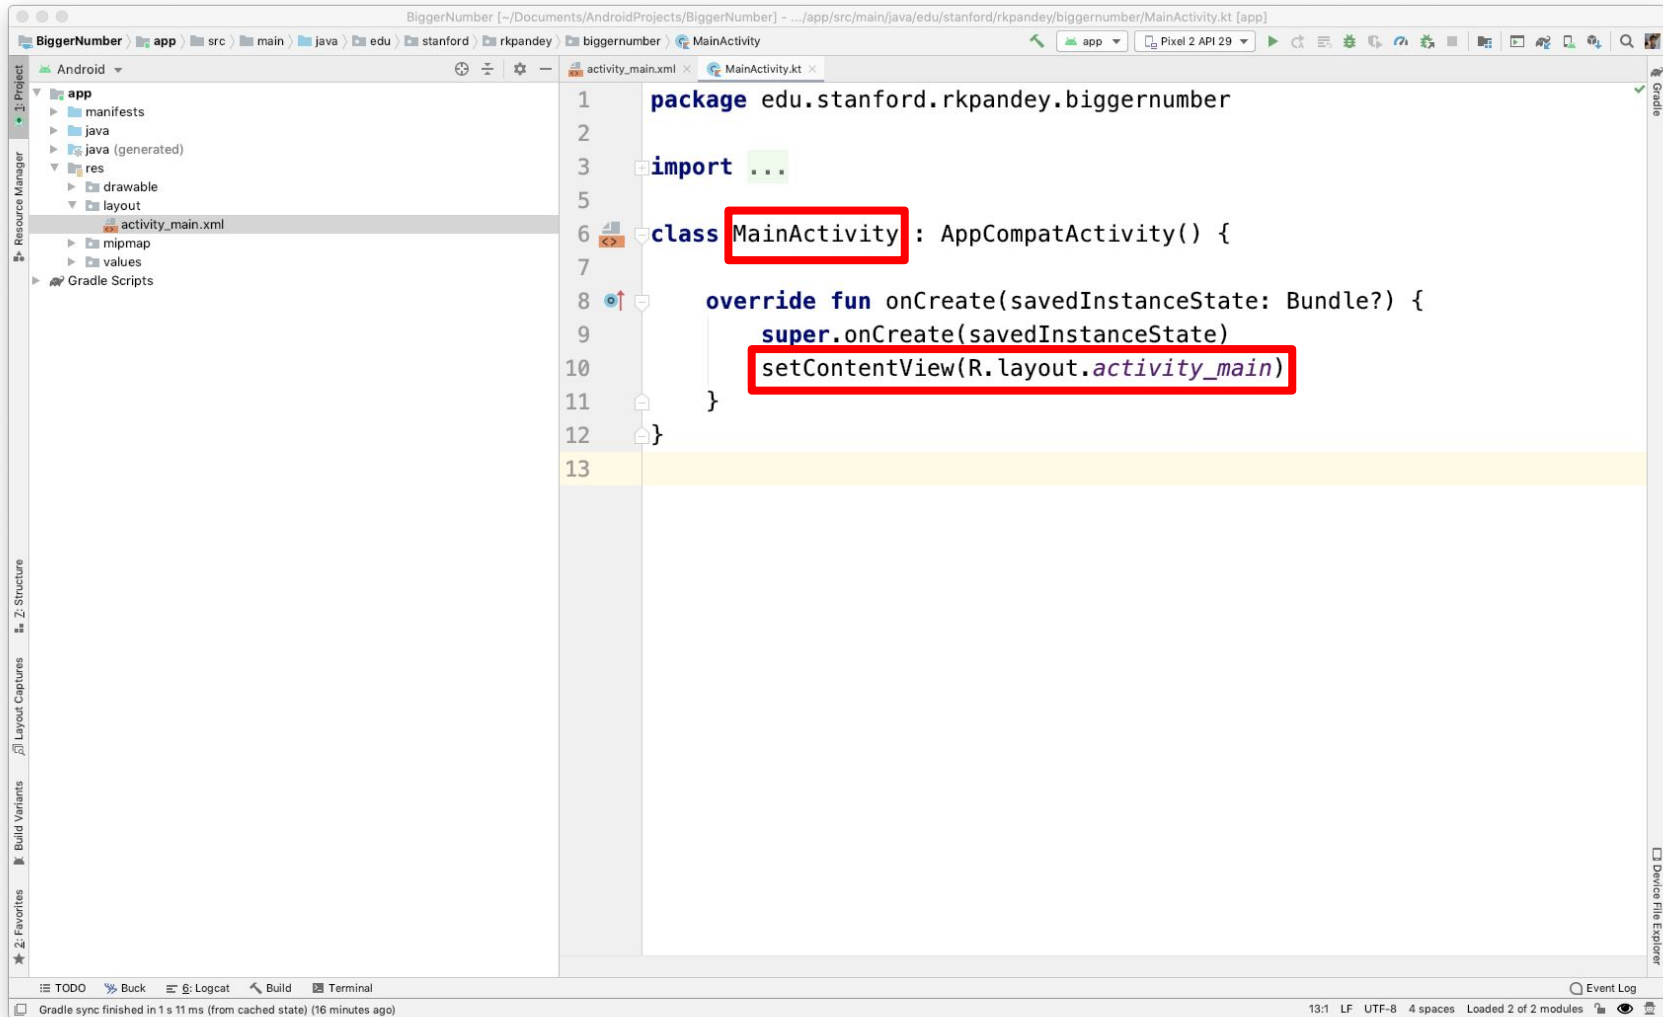 BiggerNumber [~/Documents/AndroidProjects/BiggerNumber] - .../app/src/main/java/edu/stanford/rkpandey/biggernumber/MainActivity.kt [app]
BiggerNumber app src main java edu stanford rkpandey biggernumber MainActivity app Pixel 2 API 29
Android activity_main.xml MainActivity.kt
1: Project
Resource Manager
Z: Structure
Layout Captures
Build Variants
2: Favorites
app
manifests
java
java (generated)
res
drawable
layout
activity_main.xml
mipmap
values
Gradle Scripts
1 package edu.stanford.rkpandey.biggernumber
2
3 import ...
5
6 class MainActivity : AppCompatActivity() {
7
8 override fun onCreate(savedInstanceState: Bundle?) {
9 super.onCreate(savedInstanceState)
10 setContentView(R.layout.activity_main)
11 }
12 }
13
Gradle
Device File Explorer
TODO Buck 6: Logcat Build Terminal Event Log
Gradle sync finished in 1 s 11 ms (from cached state) (16 minutes ago) 13:1 LF UTF-8 4 spaces Loaded 2 of 2 modules